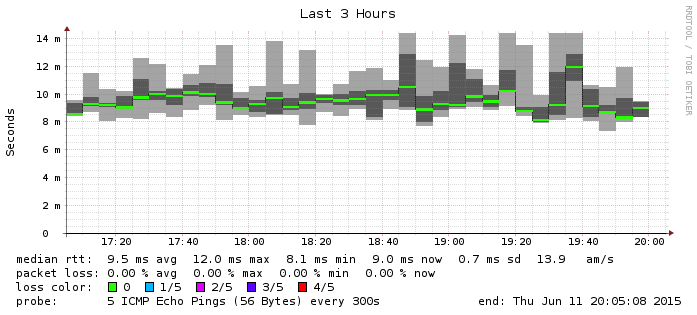 Last 3 Hours
RRDTOOL / TOBI OETIKER
Seconds
14 m
12 m
10 m
8 m
6 m
4 m
2 m
0
17:20 17:40 18:00 18:20 18:40 19:00 19:20 19:40 20:00
median rtt: 9.5 ms avg 12.0 ms max 8.1 ms min 9.0 ms now 0.7 ms sd 13.9 am/s
packet loss: 0.00 % avg 0.00 % max 0.00 % min 0.00 % now
loss color: 0 1/5 2/5 3/5 4/5
probe: 5 ICMP Echo Pings (56 Bytes) every 300s end: Thu Jun 11 20:05:08 2015